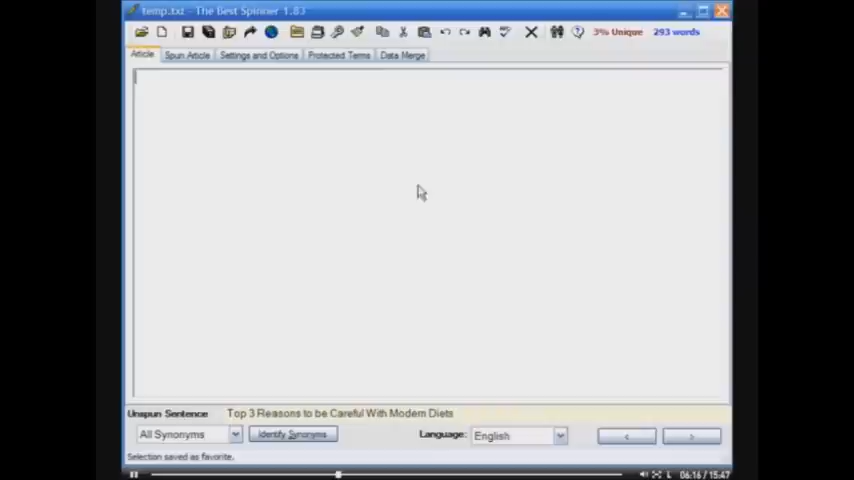 temp.txt - The Best Spinner 1.83
3% Unique 293 words
Article Spun Article Settings and Options Protected Terms Data Merge
Unspun Sentence: Top 3 Reasons to be Careful With Modern Diets
All Synonyms Identify Synonyms Language: English < >
Selection saved as favorite.
06:16 / 15:47